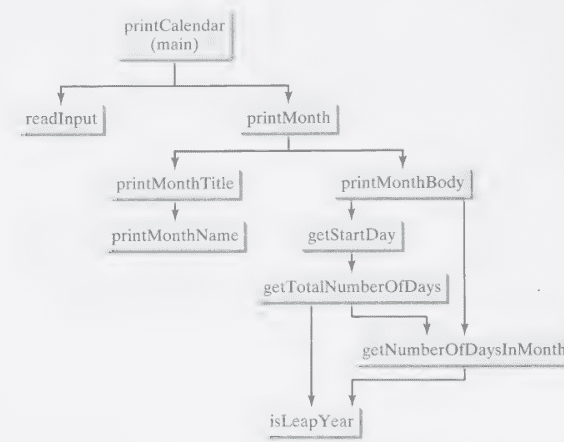 printCalendar
(main)
readInput
printMonth
printMonthTitle
printMonthBody
printMonthName
getStartDay
getTotalNumberOfDays
getNumberOfDaysInMonth
isLeapYear